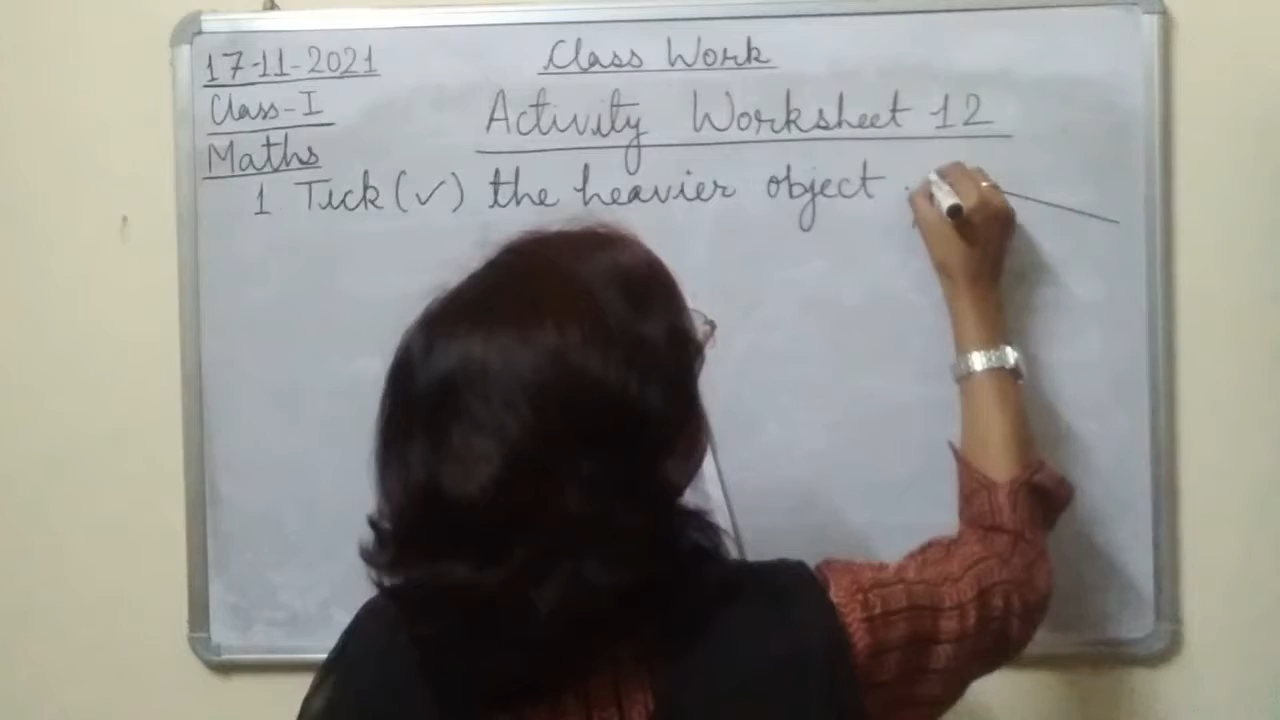 17-11-2021
Class Work
Class-I
Activity Worksheet 12
Maths
1 Tick (✓) the heavier object